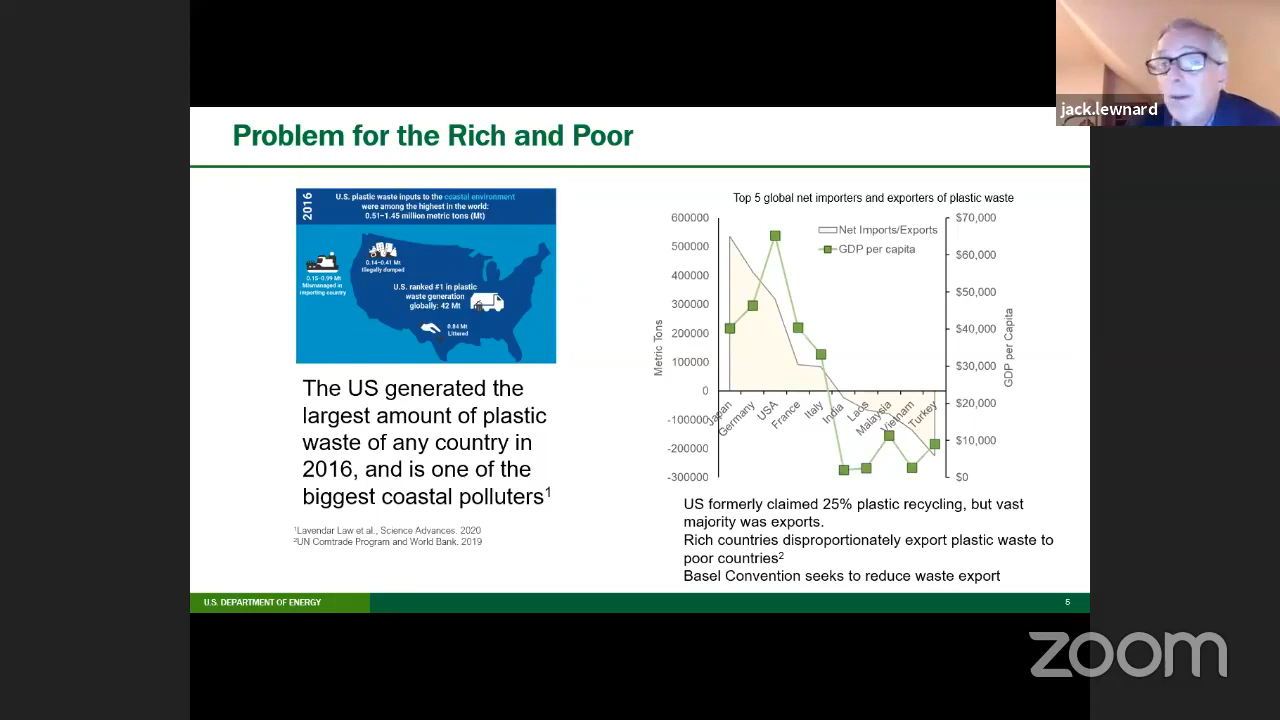 jack.lewnard
Problem for the Rich and Poor
2016
U.S. plastic waste inputs to the coastal environment
were among the highest in the world:
0.51–1.45 million metric tons (Mt)
0.14–0.41 Mt
Illegally dumped
0.15–0.99 Mt
Mismanaged in
importing country
U.S. ranked #1 in plastic
waste generation
globally: 42 Mt
0.84 Mt
Littered
The US generated the
largest amount of plastic
waste of any country in
2016, and is one of the
biggest coastal polluters¹
¹Lavendar Law et al., Science Advances. 2020
²UN Comtrade Program and World Bank. 2019
Top 5 global net importers and exporters of plastic waste
Net Imports/Exports
GDP per capita
Metric Tons
600000
500000
400000
300000
200000
100000
0
-100000
-200000
-300000
Japan
Germany
USA
France
Italy
India
Laos
Malaysia
Vietnam
Turkey
$70,000
$60,000
$50,000
$40,000
$30,000
$20,000
$10,000
$0
GDP per Capita
US formerly claimed 25% plastic recycling, but vast
majority was exports.
Rich countries disproportionately export plastic waste to
poor countries²
Basel Convention seeks to reduce waste export
U.S. DEPARTMENT OF ENERGY
5
zoom